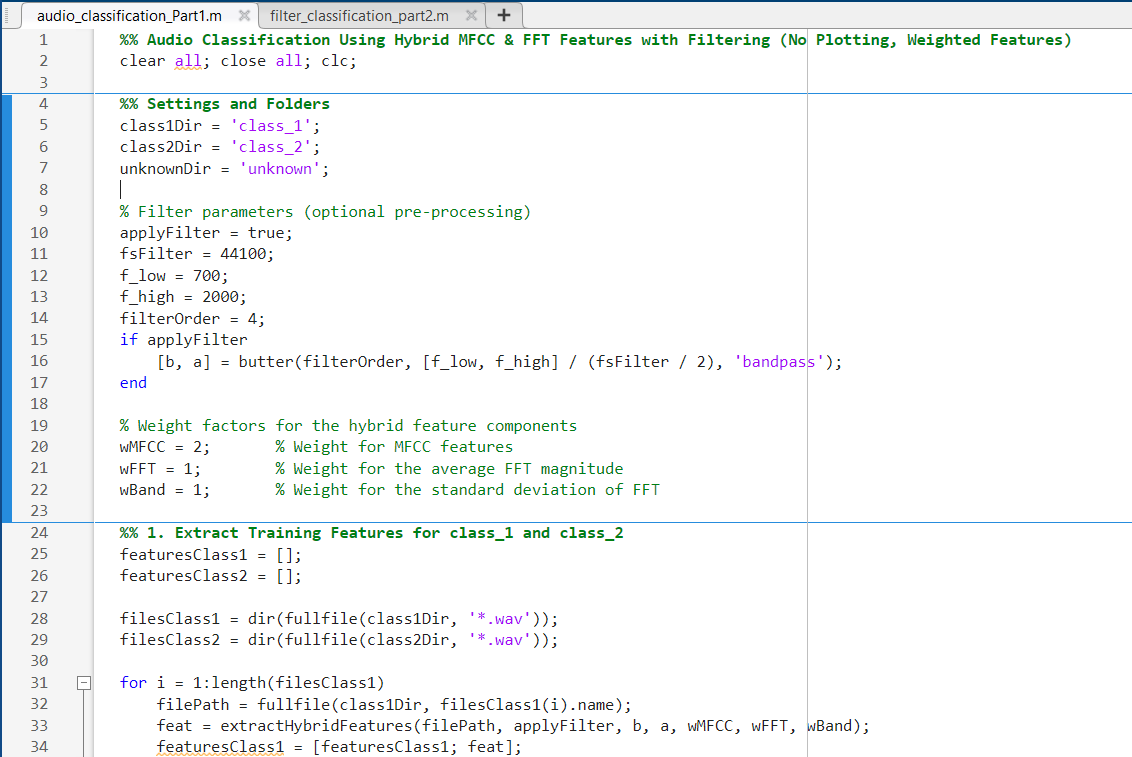 audio_classification_Part1.m × filter_classification_part2.m × +
1 %% Audio Classification Using Hybrid MFCC & FFT Features with Filtering (No Plotting, Weighted Features)
2 clear all; close all; clc;
3
4 %% Settings and Folders
5 class1Dir = 'class_1';
6 class2Dir = 'class_2';
7 unknownDir = 'unknown';
8
9 % Filter parameters (optional pre-processing)
10 applyFilter = true;
11 fsFilter = 44100;
12 f_low = 700;
13 f_high = 2000;
14 filterOrder = 4;
15 if applyFilter
16     [b, a] = butter(filterOrder, [f_low, f_high] / (fsFilter / 2), 'bandpass');
17 end
18
19 % Weight factors for the hybrid feature components
20 wMFCC = 2;       % Weight for MFCC features
21 wFFT = 1;        % Weight for the average FFT magnitude
22 wBand = 1;       % Weight for the standard deviation of FFT
23
24 %% 1. Extract Training Features for class_1 and class_2
25 featuresClass1 = [];
26 featuresClass2 = [];
27
28 filesClass1 = dir(fullfile(class1Dir, '*.wav'));
29 filesClass2 = dir(fullfile(class2Dir, '*.wav'));
30
31 for i = 1:length(filesClass1)
32     filePath = fullfile(class1Dir, filesClass1(i).name);
33     feat = extractHybridFeatures(filePath, applyFilter, b, a, wMFCC, wFFT, wBand);
34     featuresClass1 = [featuresClass1; feat];